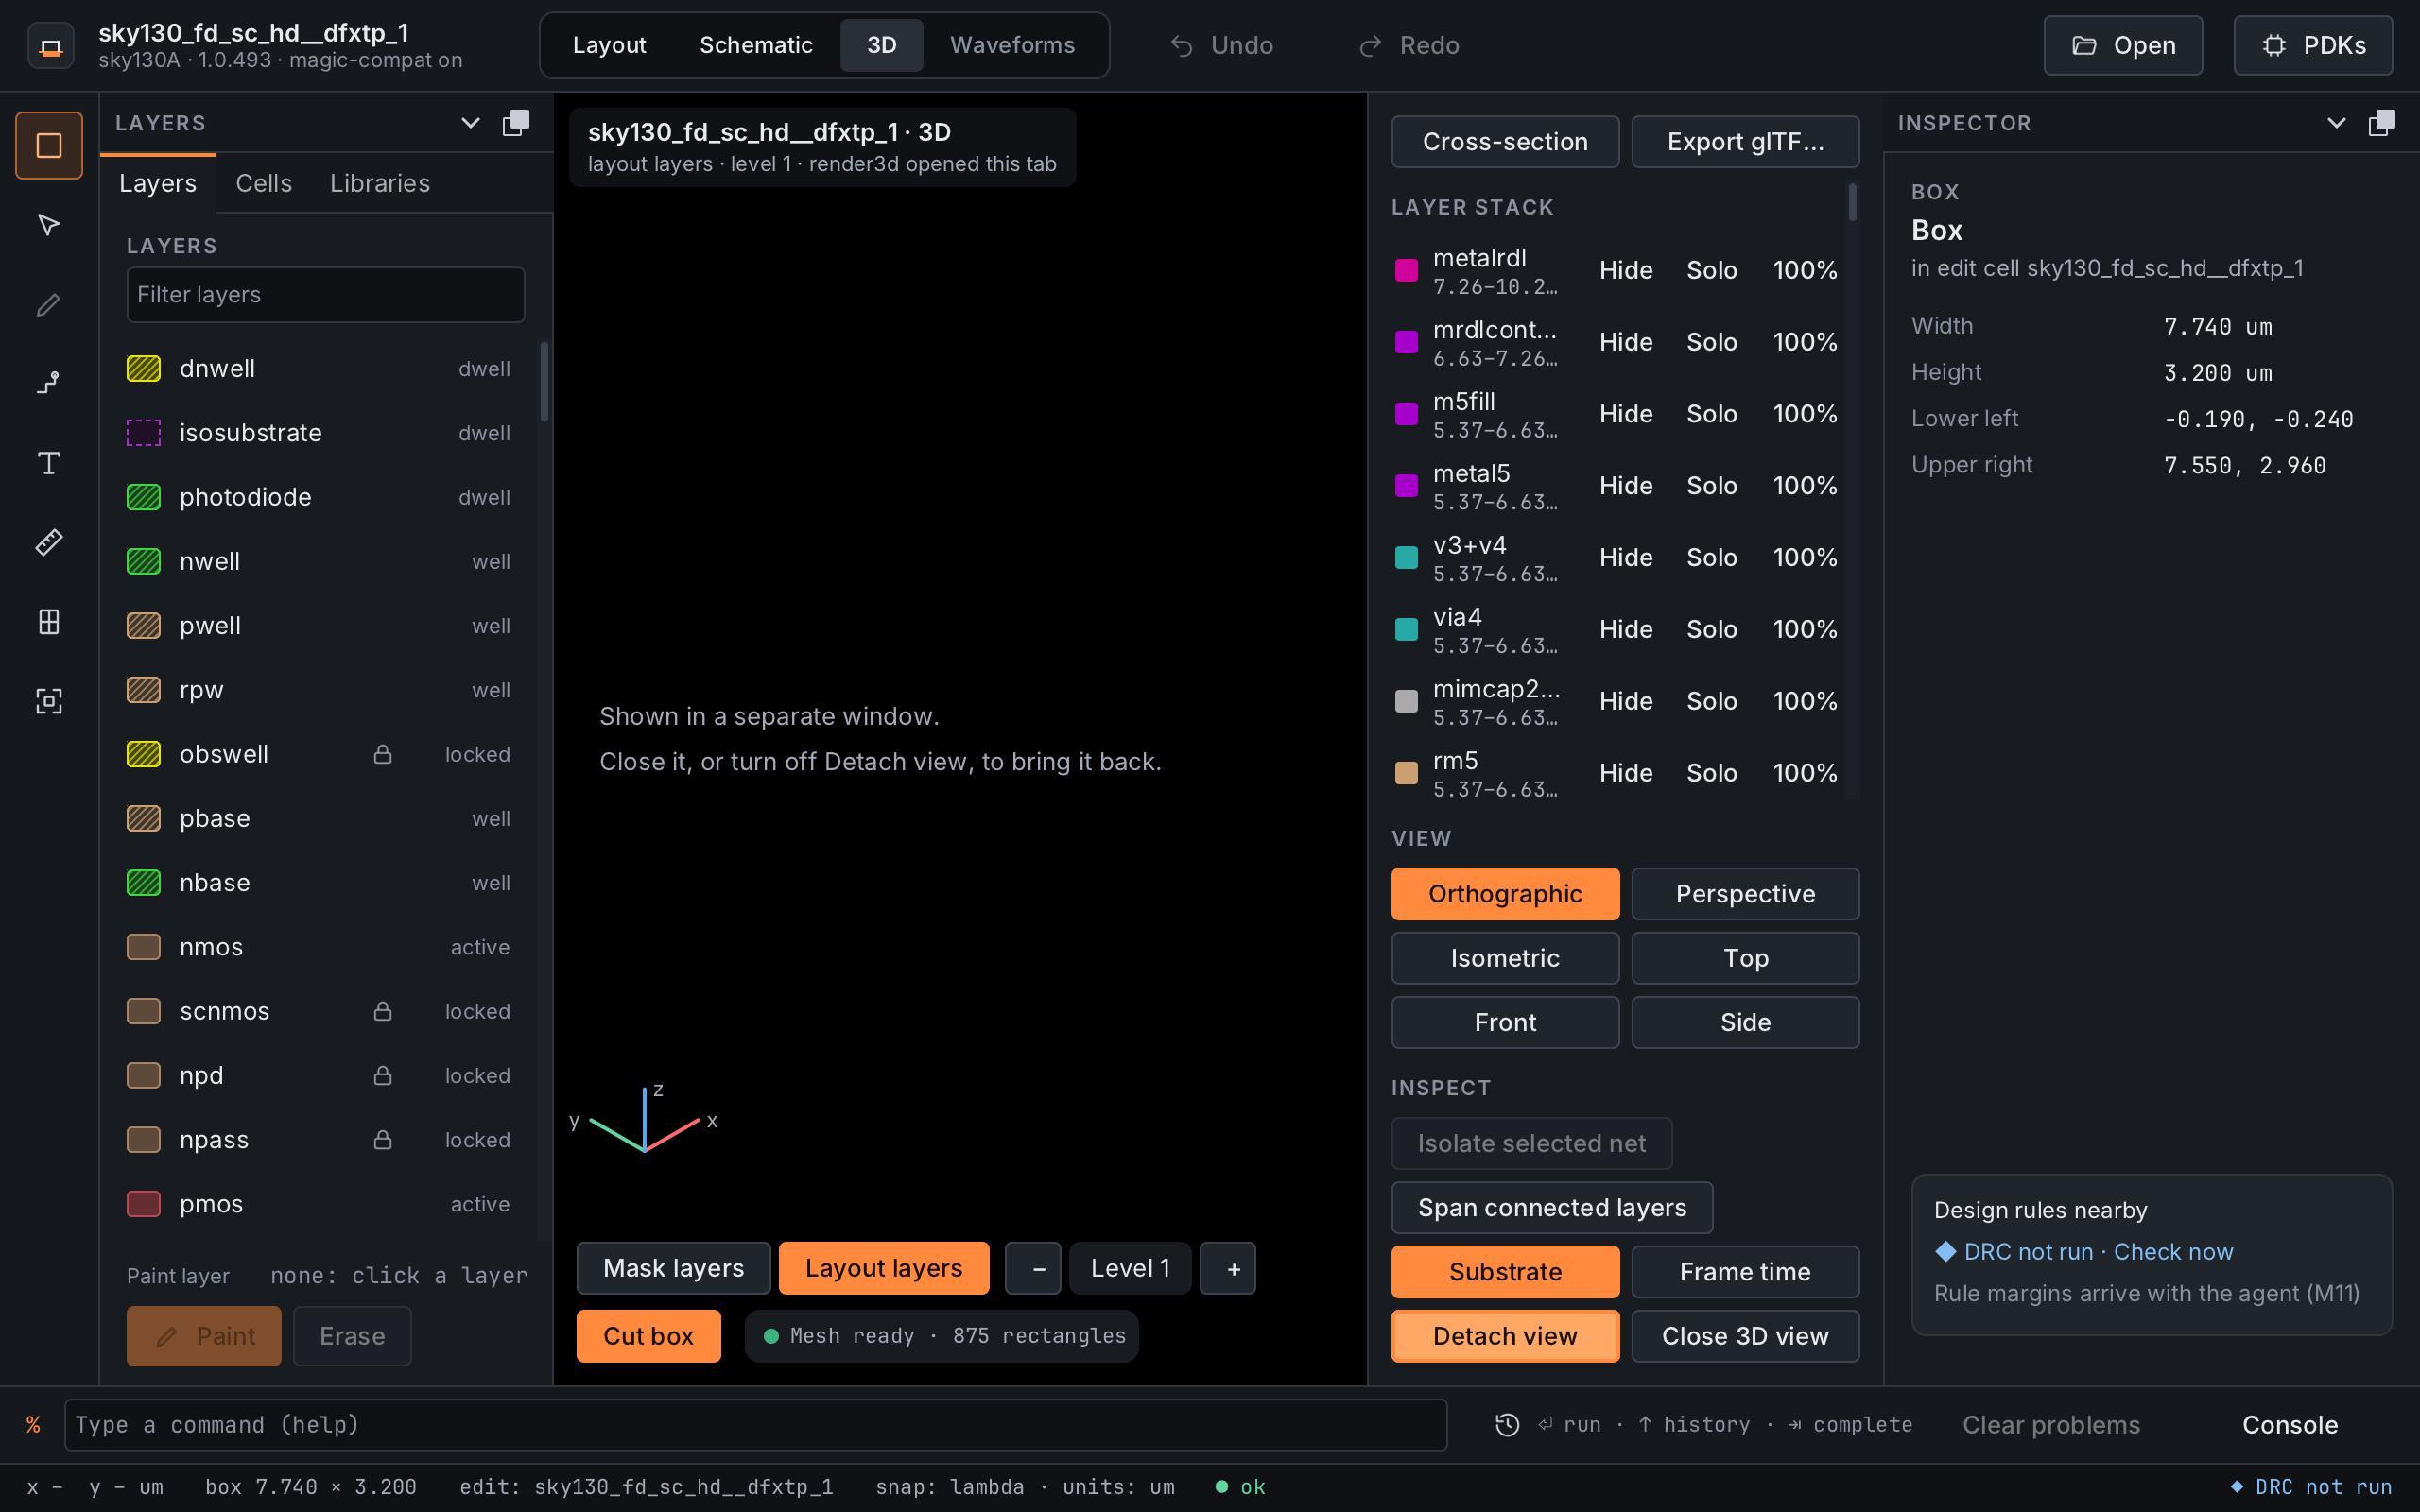 sky130_fd_sc_hd__dfxtp_1
sky130A · 1.0.493 · magic-compat on
Layout
Schematic
3D
Waveforms
Undo
Redo
Open
PDKs
LAYERS
Layers
Cells
Libraries
LAYERS
Filter layers
dnwell dwell
isosubstrate dwell
photodiode dwell
nwell well
pwell well
rpw well
obswell locked
pbase well
nbase well
nmos active
scnmos locked
npd locked
npass locked
pmos active
Paint layer none: click a layer
Paint
Erase
sky130_fd_sc_hd__dfxtp_1 · 3D
layout layers · level 1 · render3d opened this tab
Shown in a separate window.
Close it, or turn off Detach view, to bring it back.
z
y
x
Mask layers
Layout layers
−
Level 1
+
Cut box
Mesh ready · 875 rectangles
Cross-section
Export glTF…
LAYER STACK
metalrdl Hide Solo 100%
7.26–10.2…
mrdlcont… Hide Solo 100%
6.63–7.26…
m5fill Hide Solo 100%
5.37–6.63…
metal5 Hide Solo 100%
5.37–6.63…
v3+v4 Hide Solo 100%
5.37–6.63…
via4 Hide Solo 100%
5.37–6.63…
mimcap2… Hide Solo 100%
5.37–6.63…
rm5 Hide Solo 100%
5.37–6.63…
VIEW
Orthographic
Perspective
Isometric
Top
Front
Side
INSPECT
Isolate selected net
Span connected layers
Substrate
Frame time
Detach view
Close 3D view
INSPECTOR
BOX
Box
in edit cell sky130_fd_sc_hd__dfxtp_1
Width 7.740 um
Height 3.200 um
Lower left -0.190, -0.240
Upper right 7.550, 2.960
Design rules nearby
◆ DRC not run · Check now
Rule margins arrive with the agent (M11)
% Type a command (help)
⏎ run · ↑ history · ⇥ complete
Clear problems
Console
x – y – um box 7.740 × 3.200 edit: sky130_fd_sc_hd__dfxtp_1 snap: lambda · units: um ● ok
◆ DRC not run